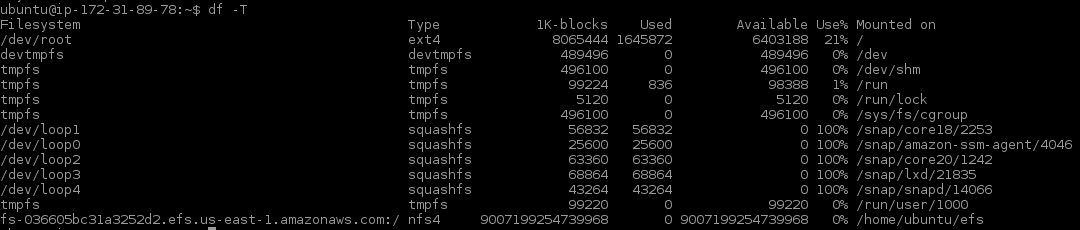 ubuntu@ip-172-31-89-78:~$ df -T
Filesystem Type 1K-blocks Used Available Use% Mounted on
/dev/root ext4 8065444 1645872 6403188 21% /
devtmpfs devtmpfs 489496 0 489496 0% /dev
tmpfs tmpfs 496100 0 496100 0% /dev/shm
tmpfs tmpfs 99224 836 98388 1% /run
tmpfs tmpfs 5120 0 5120 0% /run/lock
tmpfs tmpfs 496100 0 496100 0% /sys/fs/cgroup
/dev/loop1 squashfs 56832 56832 0 100% /snap/core18/2253
/dev/loop0 squashfs 25600 25600 0 100% /snap/amazon-ssm-agent/4046
/dev/loop2 squashfs 63360 63360 0 100% /snap/core20/1242
/dev/loop3 squashfs 68864 68864 0 100% /snap/lxd/21835
/dev/loop4 squashfs 43264 43264 0 100% /snap/snapd/14066
tmpfs tmpfs 99220 0 99220 0% /run/user/1000
fs-036605bc31a3252d2.efs.us-east-1.amazonaws.com:/ nfs4 9007199254739968 0 9007199254739968 0% /home/ubuntu/efs